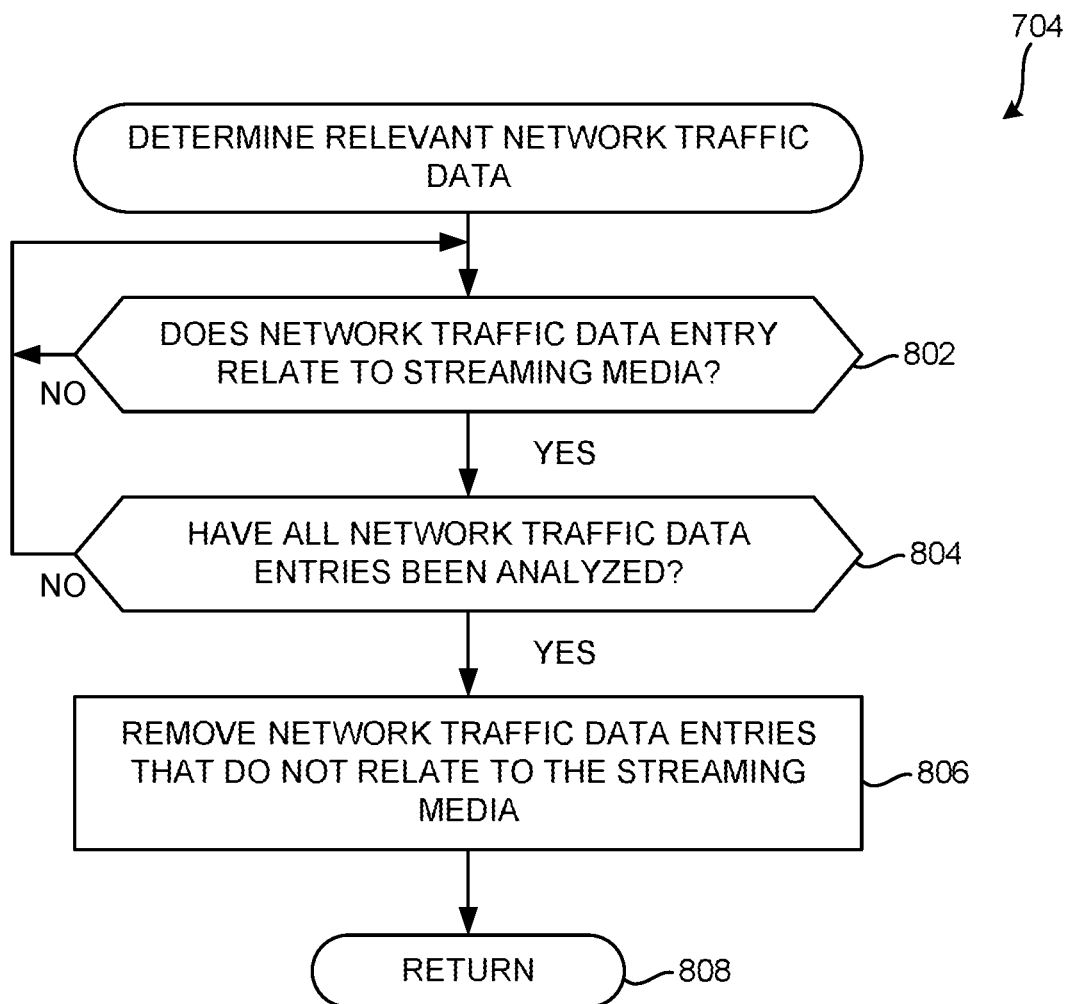 704
DETERMINE RELEVANT NETWORK TRAFFIC
DATA
DOES NETWORK TRAFFIC DATA ENTRY
RELATE TO STREAMING MEDIA?
802
NO
YES
HAVE ALL NETWORK TRAFFIC DATA
ENTRIES BEEN ANALYZED?
804
NO
YES
REMOVE NETWORK TRAFFIC DATA ENTRIES
THAT DO NOT RELATE TO THE STREAMING
MEDIA
806
RETURN
808